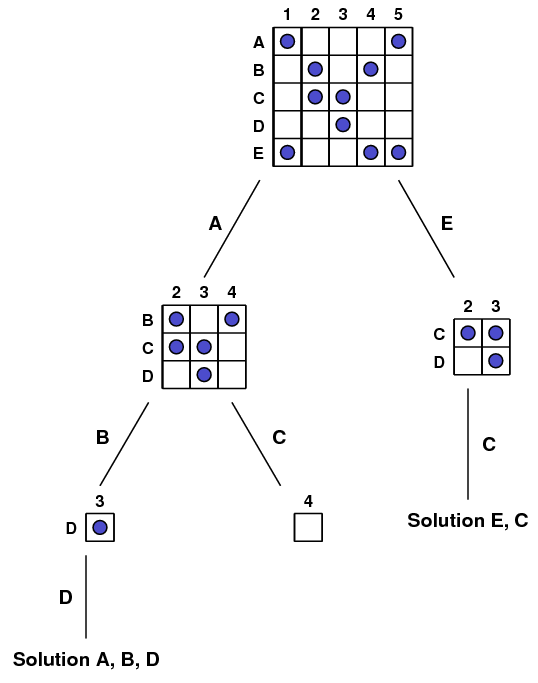 1 2 3 4 5
A
B
C
D
E
A E
2 3 4
B
C
D
2 3
C
D
B C
C
3
D
4
Solution E, C
D
Solution A, B, D